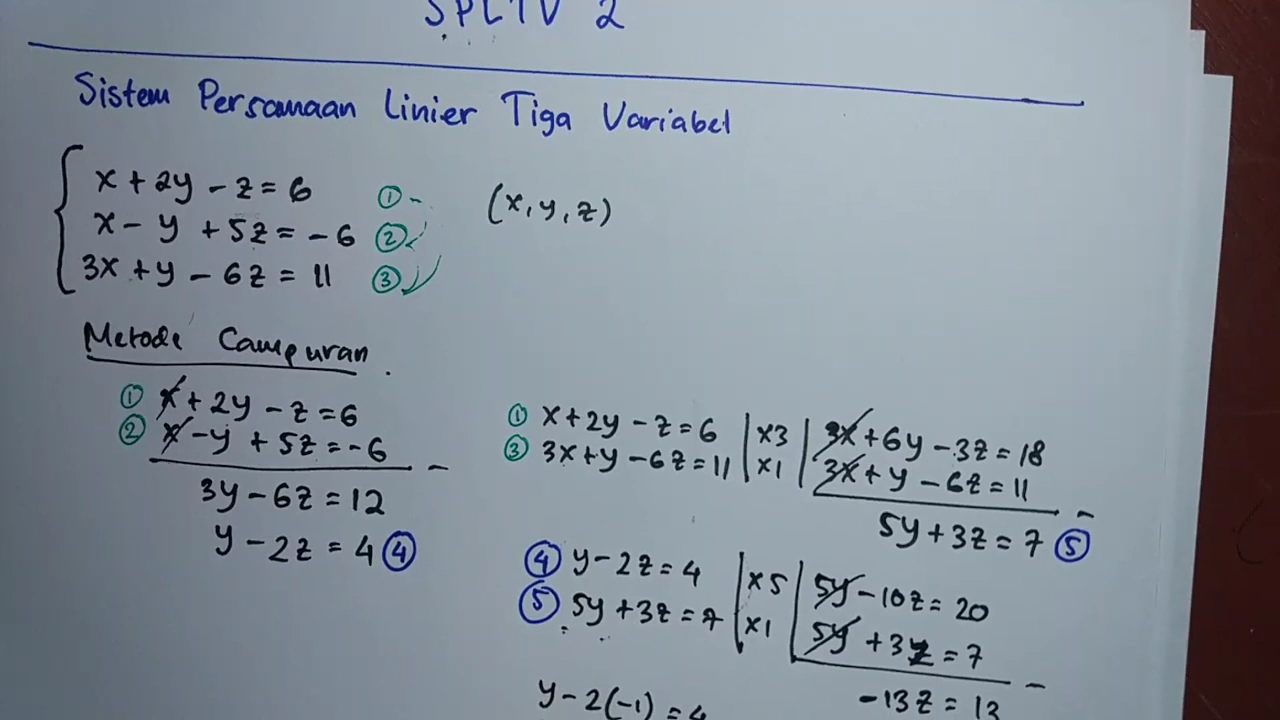 SPLTV 2
Sistem Persamaan Linier Tiga Variabel
x + 2y - z = 6 ① -
x - y + 5z = -6 ② ✓
3x + y - 6z = 11 ③ ✓
(x, y, z)
Metode Campuran
① x + 2y - z = 6
② x - y + 5z = -6 -
3y - 6z = 12
y - 2z = 4 ④
① x + 2y - z = 6 | x3 | 3x + 6y - 3z = 18
③ 3x + y - 6z = 11 | x1 | 3x + y - 6z = 11 -
5y + 3z = 7 ⑤
④ y - 2z = 4 | x5 | 5y - 10z = 20
⑤ 5y + 3z = 7 | x1 | 5y + 3z = 7 -
-13z = 13
y - 2(-1) = 4